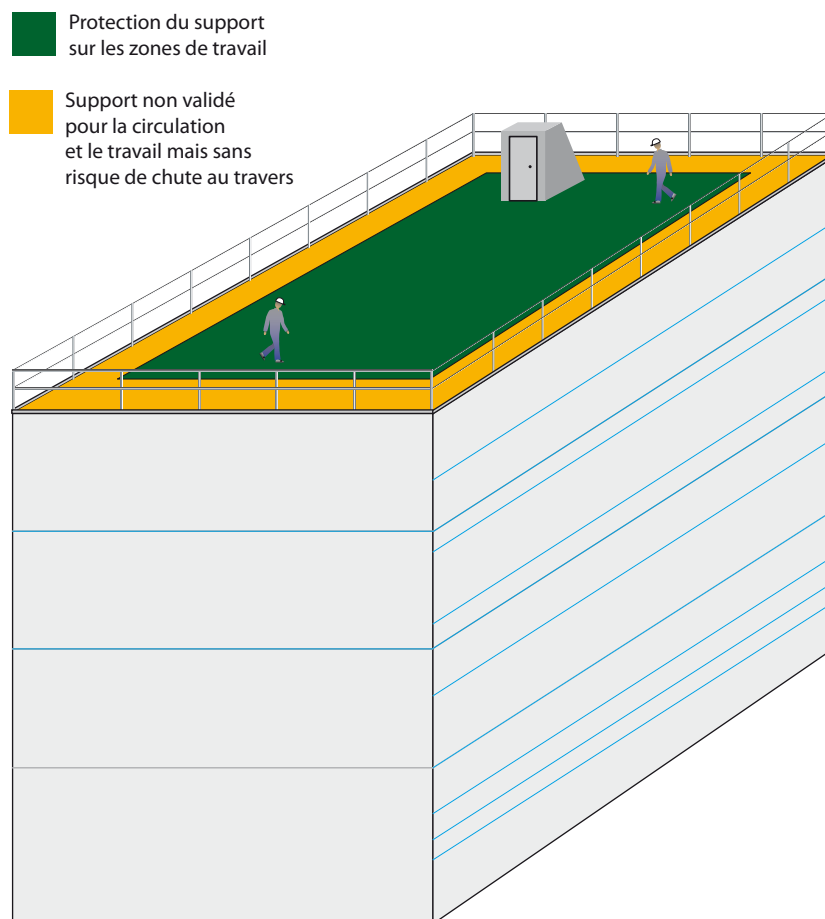 Protection du support
sur les zones de travail
Support non validé
pour la circulation
et le travail mais sans
risque de chute au travers